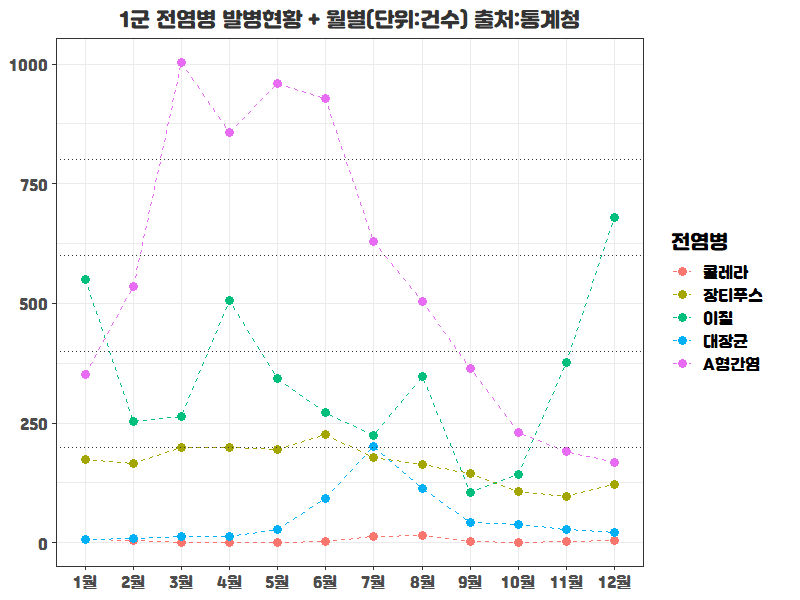 1군 전염병 발병현황 + 월별(단위:건수) 출처:통계청
1000
750
500
250
0
1월 2월 3월 4월 5월 6월 7월 8월 9월 10월 11월 12월
전염병
콜레라
장티푸스
이질
대장균
A형간염